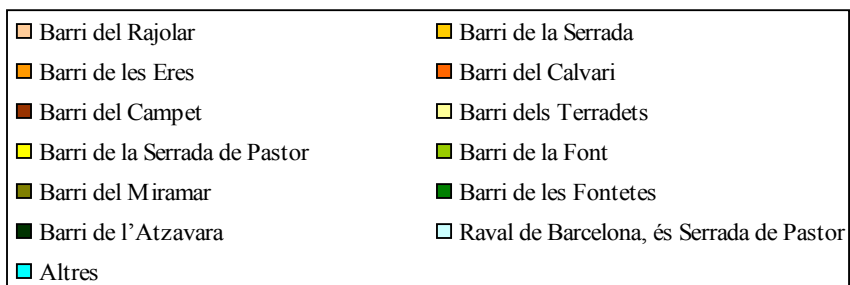 Barri del Rajolar
Barri de la Serrada
Barri de les Eres
Barri del Calvari
Barri del Campet
Barri dels Terradets
Barri de la Serrada de Pastor
Barri de la Font
Barri del Miramar
Barri de les Fontetes
Barri de l’Atzavara
Raval de Barcelona, és Serrada de Pastor
Altres